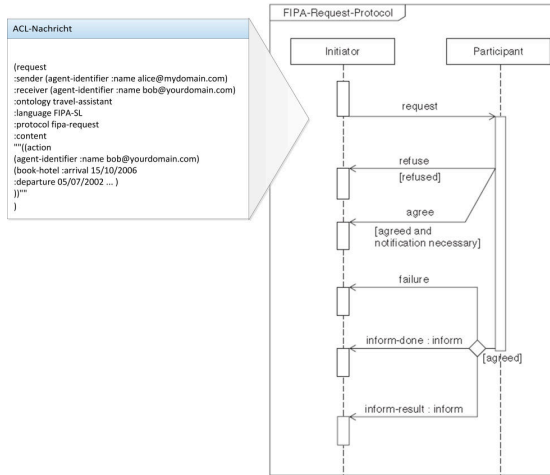 ACL-Nachricht
(request
:sender (agent-identifier :name alice@mydomain.com)
:receiver (agent-identifier :name bob@yourdomain.com)
:ontology travel-assistant
:language FIPA-SL
:protocol fipa-request
:content
""((action
(agent-identifier :name bob@yourdomain.com)
(book-hotel :arrival 15/10/2006
:departure 05/07/2002 ... )
))""
)
FIPA-Request-Protocol
Initiator
Participant
request
refuse
[refused]
agree
[agreed and
notification necessary]
failure
inform-done : inform
[agreed]
inform-result : inform